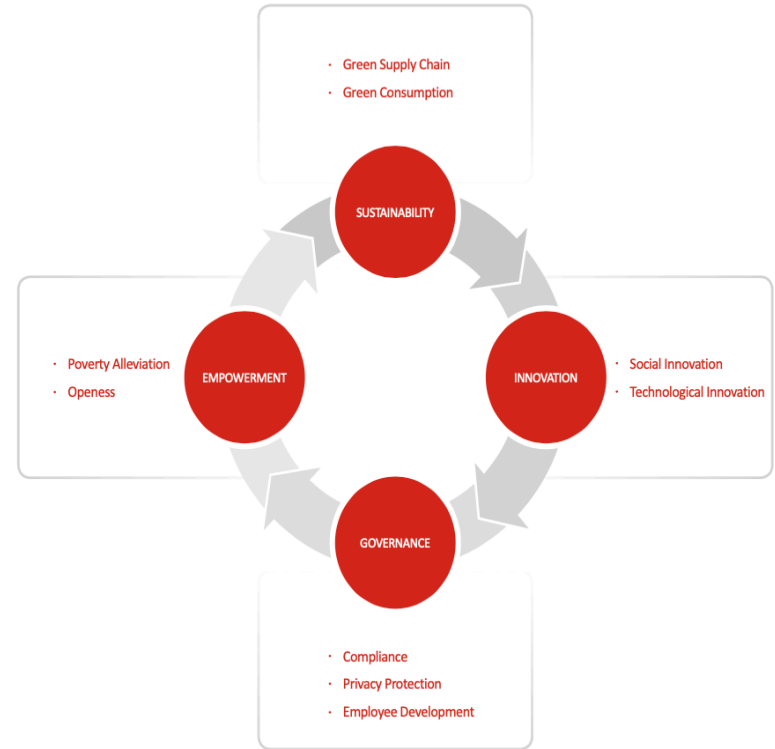 · Green Supply Chain
· Green Consumption
SUSTAINABILITY
· Poverty Alleviation
· Openess
EMPOWERMENT
INNOVATION
· Social Innovation
· Technological Innovation
GOVERNANCE
· Compliance
· Privacy Protection
· Employee Development